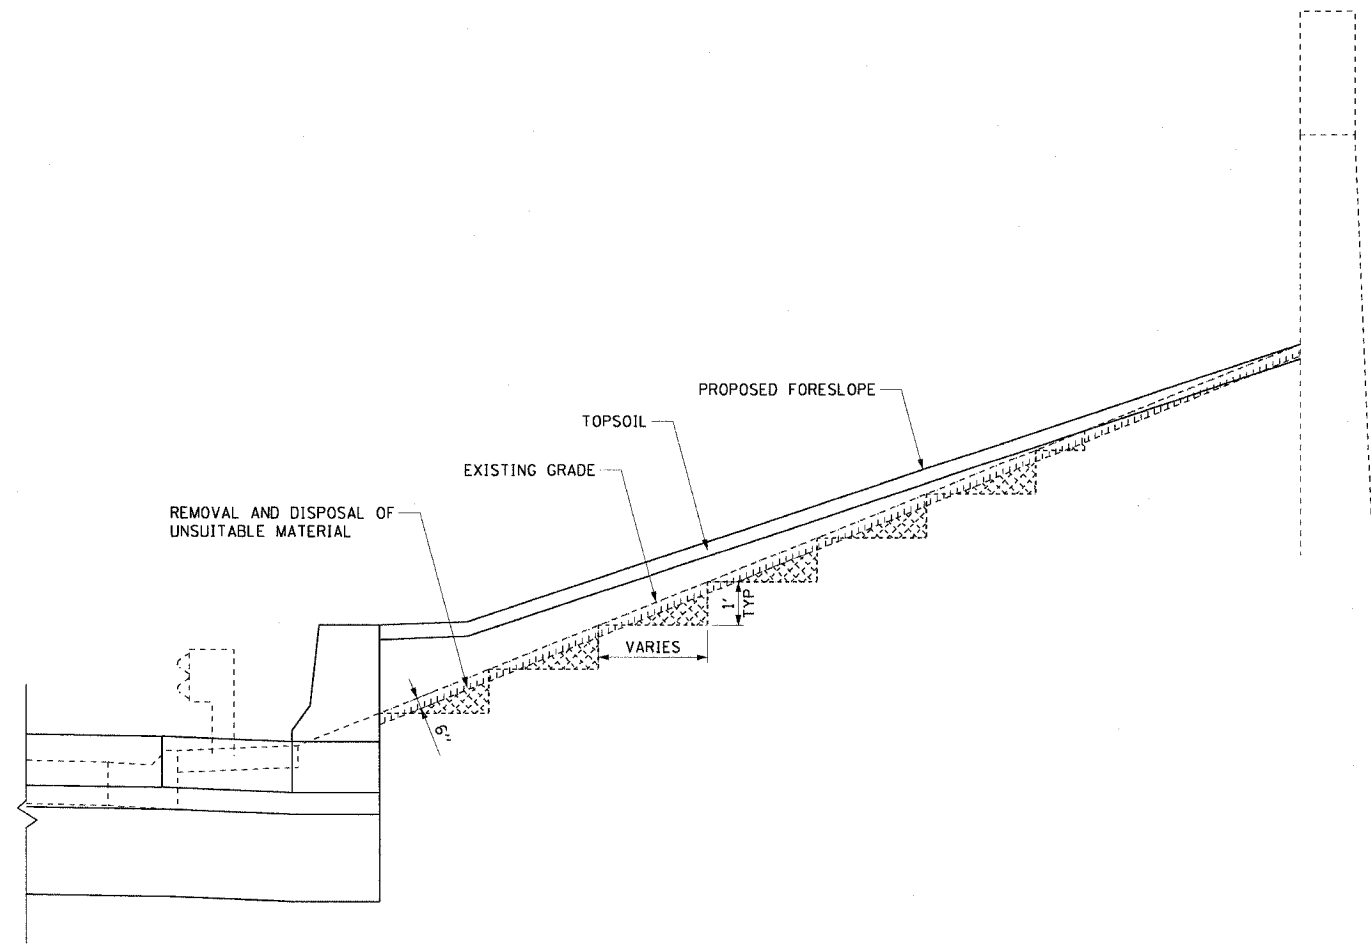 PROPOSED FORESLOPE
TOPSOIL
EXISTING GRADE
REMOVAL AND DISPOSAL OF
UNSUITABLE MATERIAL
1'
TYP
VARIES
6"